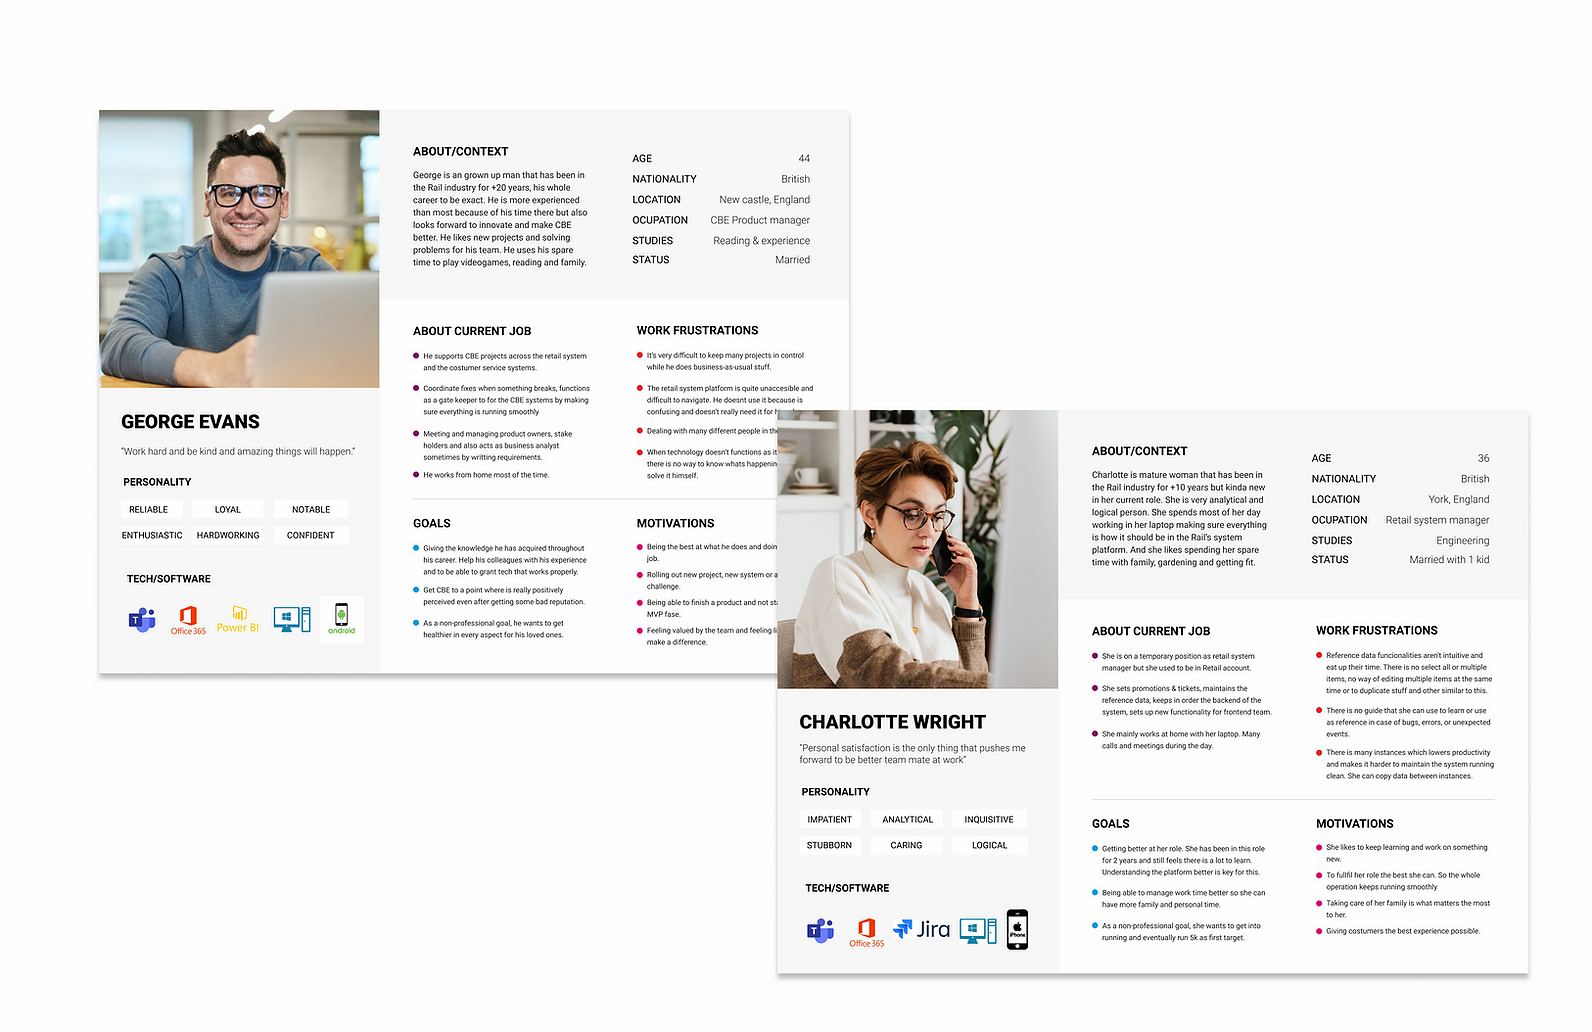 ABOUT/CONTEXT
George is an grown up man that has been in
the Rail industry for +20 years, his whole
career to be exact. He is more experienced
than most because of his time there but also
looks forward to innovate and make CBE
better. He likes new projects and solving
problems for his team. He uses his spare
time to play videogames, reading and family.
AGE 44
NATIONALITY British
LOCATION New castle, England
OCUPATION CBE Product manager
STUDIES Reading & experience
STATUS Married
GEORGE EVANS
“Work hard and be kind and amazing things will happen.”
PERSONALITY
RELIABLE LOYAL NOTABLE
ENTHUSIASTIC HARDWORKING CONFIDENT
TECH/SOFTWARE
T
Office 365
Power BI
android
ABOUT CURRENT JOB
He supports CBE projects across the retail system
and the costumer service systems.
Coordinate fixes when something breaks, functions
as a gate keeper to for the CBE systems by making
sure everything is running smoothly
Meeting and managing product owners, stake
holders and also acts as business analyst
sometimes by writting requirements.
He works from home most of the time.
WORK FRUSTRATIONS
It's very difficult to keep many projects in control
while he does business-as-usual stuff.
The retail system platform is quite unaccesible and
difficult to navigate. He doesnt use it because is
confusing and doesn't really need it for
Dealing with many different people in the
When technology doesn't functions as it
there is no way to know whats happenin
solve it himself.
GOALS
Giving the knowledge he has acquired throughout
his career. Help his colleagues with his experience
and to be able to grant tech that works properly.
Get CBE to a point where is really positively
perceived even after getting some bad reputation.
As a non-professional goal, he wants to get
healthier in every aspect for his loved ones.
MOTIVATIONS
Being the best at what he does and doin
job.
Rolling out new project, new system or a
challenge.
Being able to finish a product and not sta
MVP fase.
Feeling valued by the team and feeling li
make a difference.
ABOUT/CONTEXT
Charlotte is mature woman that has been in
the Rail industry for +10 years but kinda new
in her current role. She is very analytical and
logical person. She spends most of her day
working in her laptop making sure everything
is how it should be in the Rail's system
platform. And she likes spending her spare
time with family, gardening and getting fit.
AGE 36
NATIONALITY British
LOCATION York, England
OCUPATION Retail system manager
STUDIES Engineering
STATUS Married with 1 kid
CHARLOTTE WRIGHT
“Personal satisfaction is the only thing that pushes me
forward to be better team mate at work”
PERSONALITY
IMPATIENT ANALYTICAL INQUISITIVE
STUBBORN CARING LOGICAL
TECH/SOFTWARE
T
Office 365
Jira
iPhone
ABOUT CURRENT JOB
She is on a temporary position as retail system
manager but she used to be in Retail account.
She sets promotions & tickets, maintains the
reference data, keeps in order the backend of the
system, sets up new functionality for frontend team.
She mainly works at home with her laptop. Many
calls and meetings during the day.
WORK FRUSTRATIONS
Reference data funcionalities aren't intuitive and
eat up their time. There is no select all or multiple
items, no way of editing multiple items at the same
time or to duplicate stuff and other similar to this.
There is no guide that she can use to learn or use
as reference in case of bugs, errors, or unexpected
events.
There is many instances which lowers productivity
and makes it harder to maintain the system running
clean. She can copy data between instances.
GOALS
Getting better at her role. She has been in this role
for 2 years and still feels there is a lot to learn.
Understanding the platform better is key for this.
Being able to manage work time better so she can
have more family and personal time.
As a non-professional goal, she wants to get into
running and eventually run 5k as first target.
MOTIVATIONS
She likes to keep learning and work on something
new.
To fullfil her role the best she can. So the whole
operation keeps running smoothly
Taking care of her family is what matters the most
to her.
Giving costumers the best experience possible.